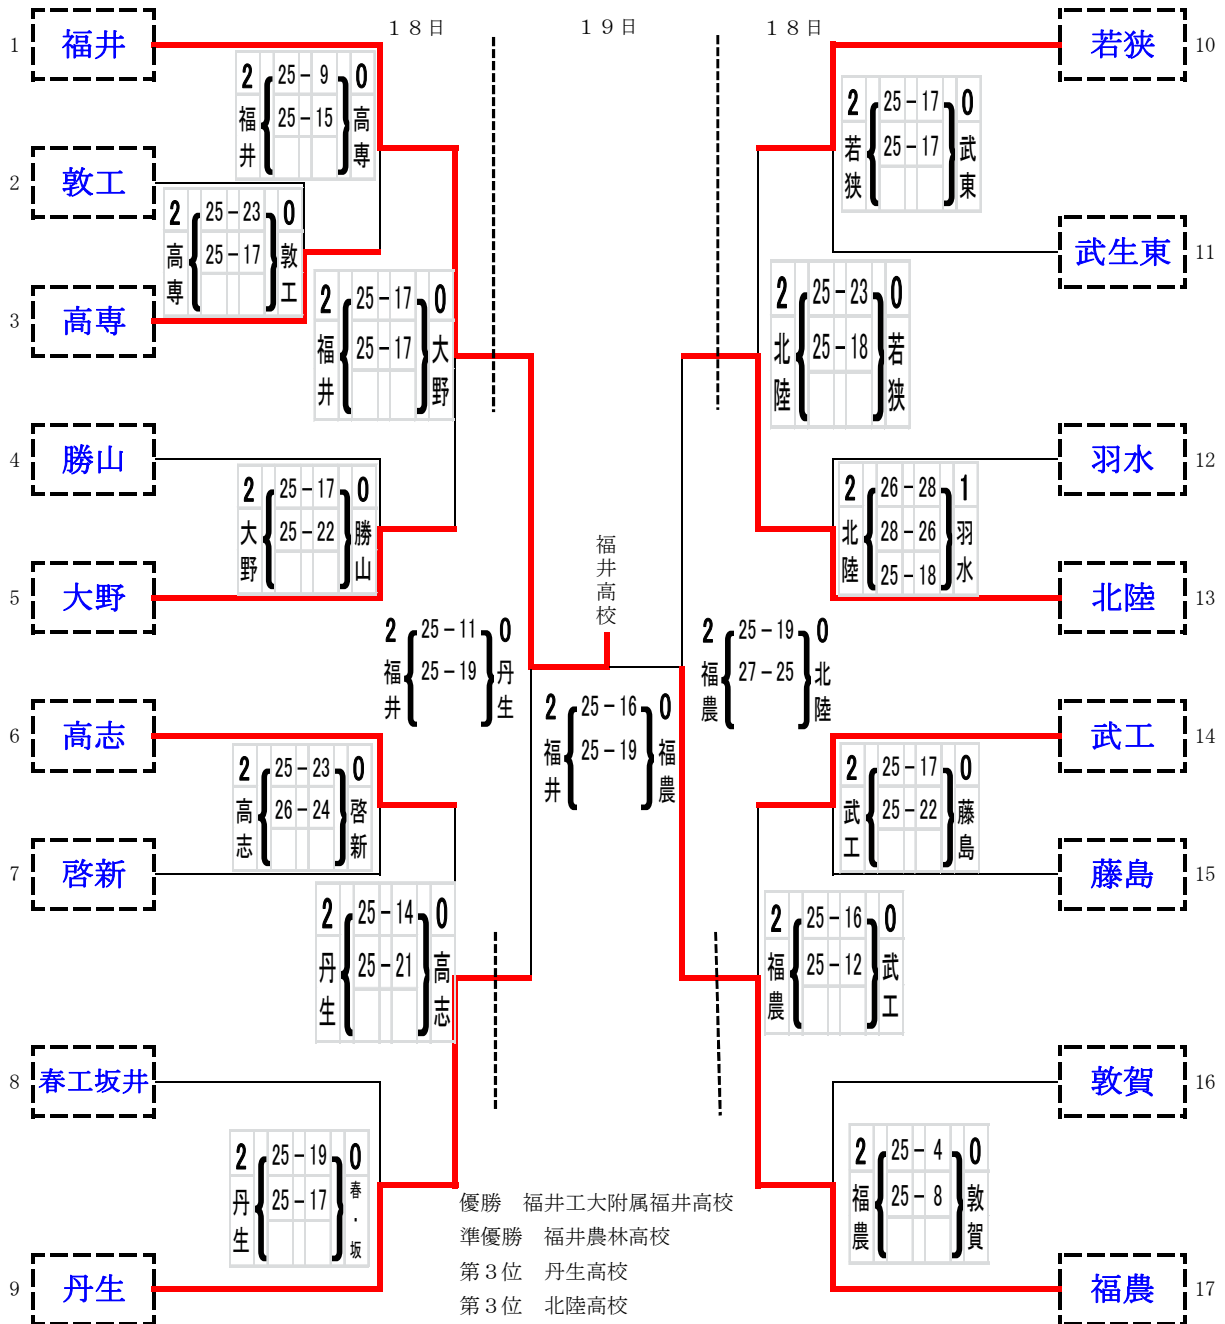 １８日
１９日
１８日
1 福井
2 敦工
3 高専
4 勝山
5 大野
6 高志
7 啓新
8 春工坂井
9 丹生
若狭 10
武生東 11
羽水 12
北陸 13
武工 14
藤島 15
敦賀 16
福農 17
2 福井 25－9 25－15 0 高専
2 高専 25－23 25－17 0 敦工
2 福井 25－17 25－17 0 大野
2 大野 25－17 25－22 0 勝山
2 福井 25－11 25－19 0 丹生
2 高志 25－23 26－24 0 啓新
2 丹生 25－14 25－21 0 高志
2 丹生 25－19 25－17 0 春・坂
福井高校
2 福井 25－16 25－19 0 福農
2 若狭 25－17 25－17 0 武東
2 北陸 25－23 25－18 0 若狭
2 北陸 26－28 28－26 25－18 1 羽水
2 福農 25－19 27－25 0 北陸
2 武工 25－17 25－22 0 藤島
2 福農 25－16 25－12 0 武工
2 福農 25－4 25－8 0 敦賀
優勝　福井工大附属福井高校
準優勝　福井農林高校
第３位　丹生高校
第３位　北陸高校